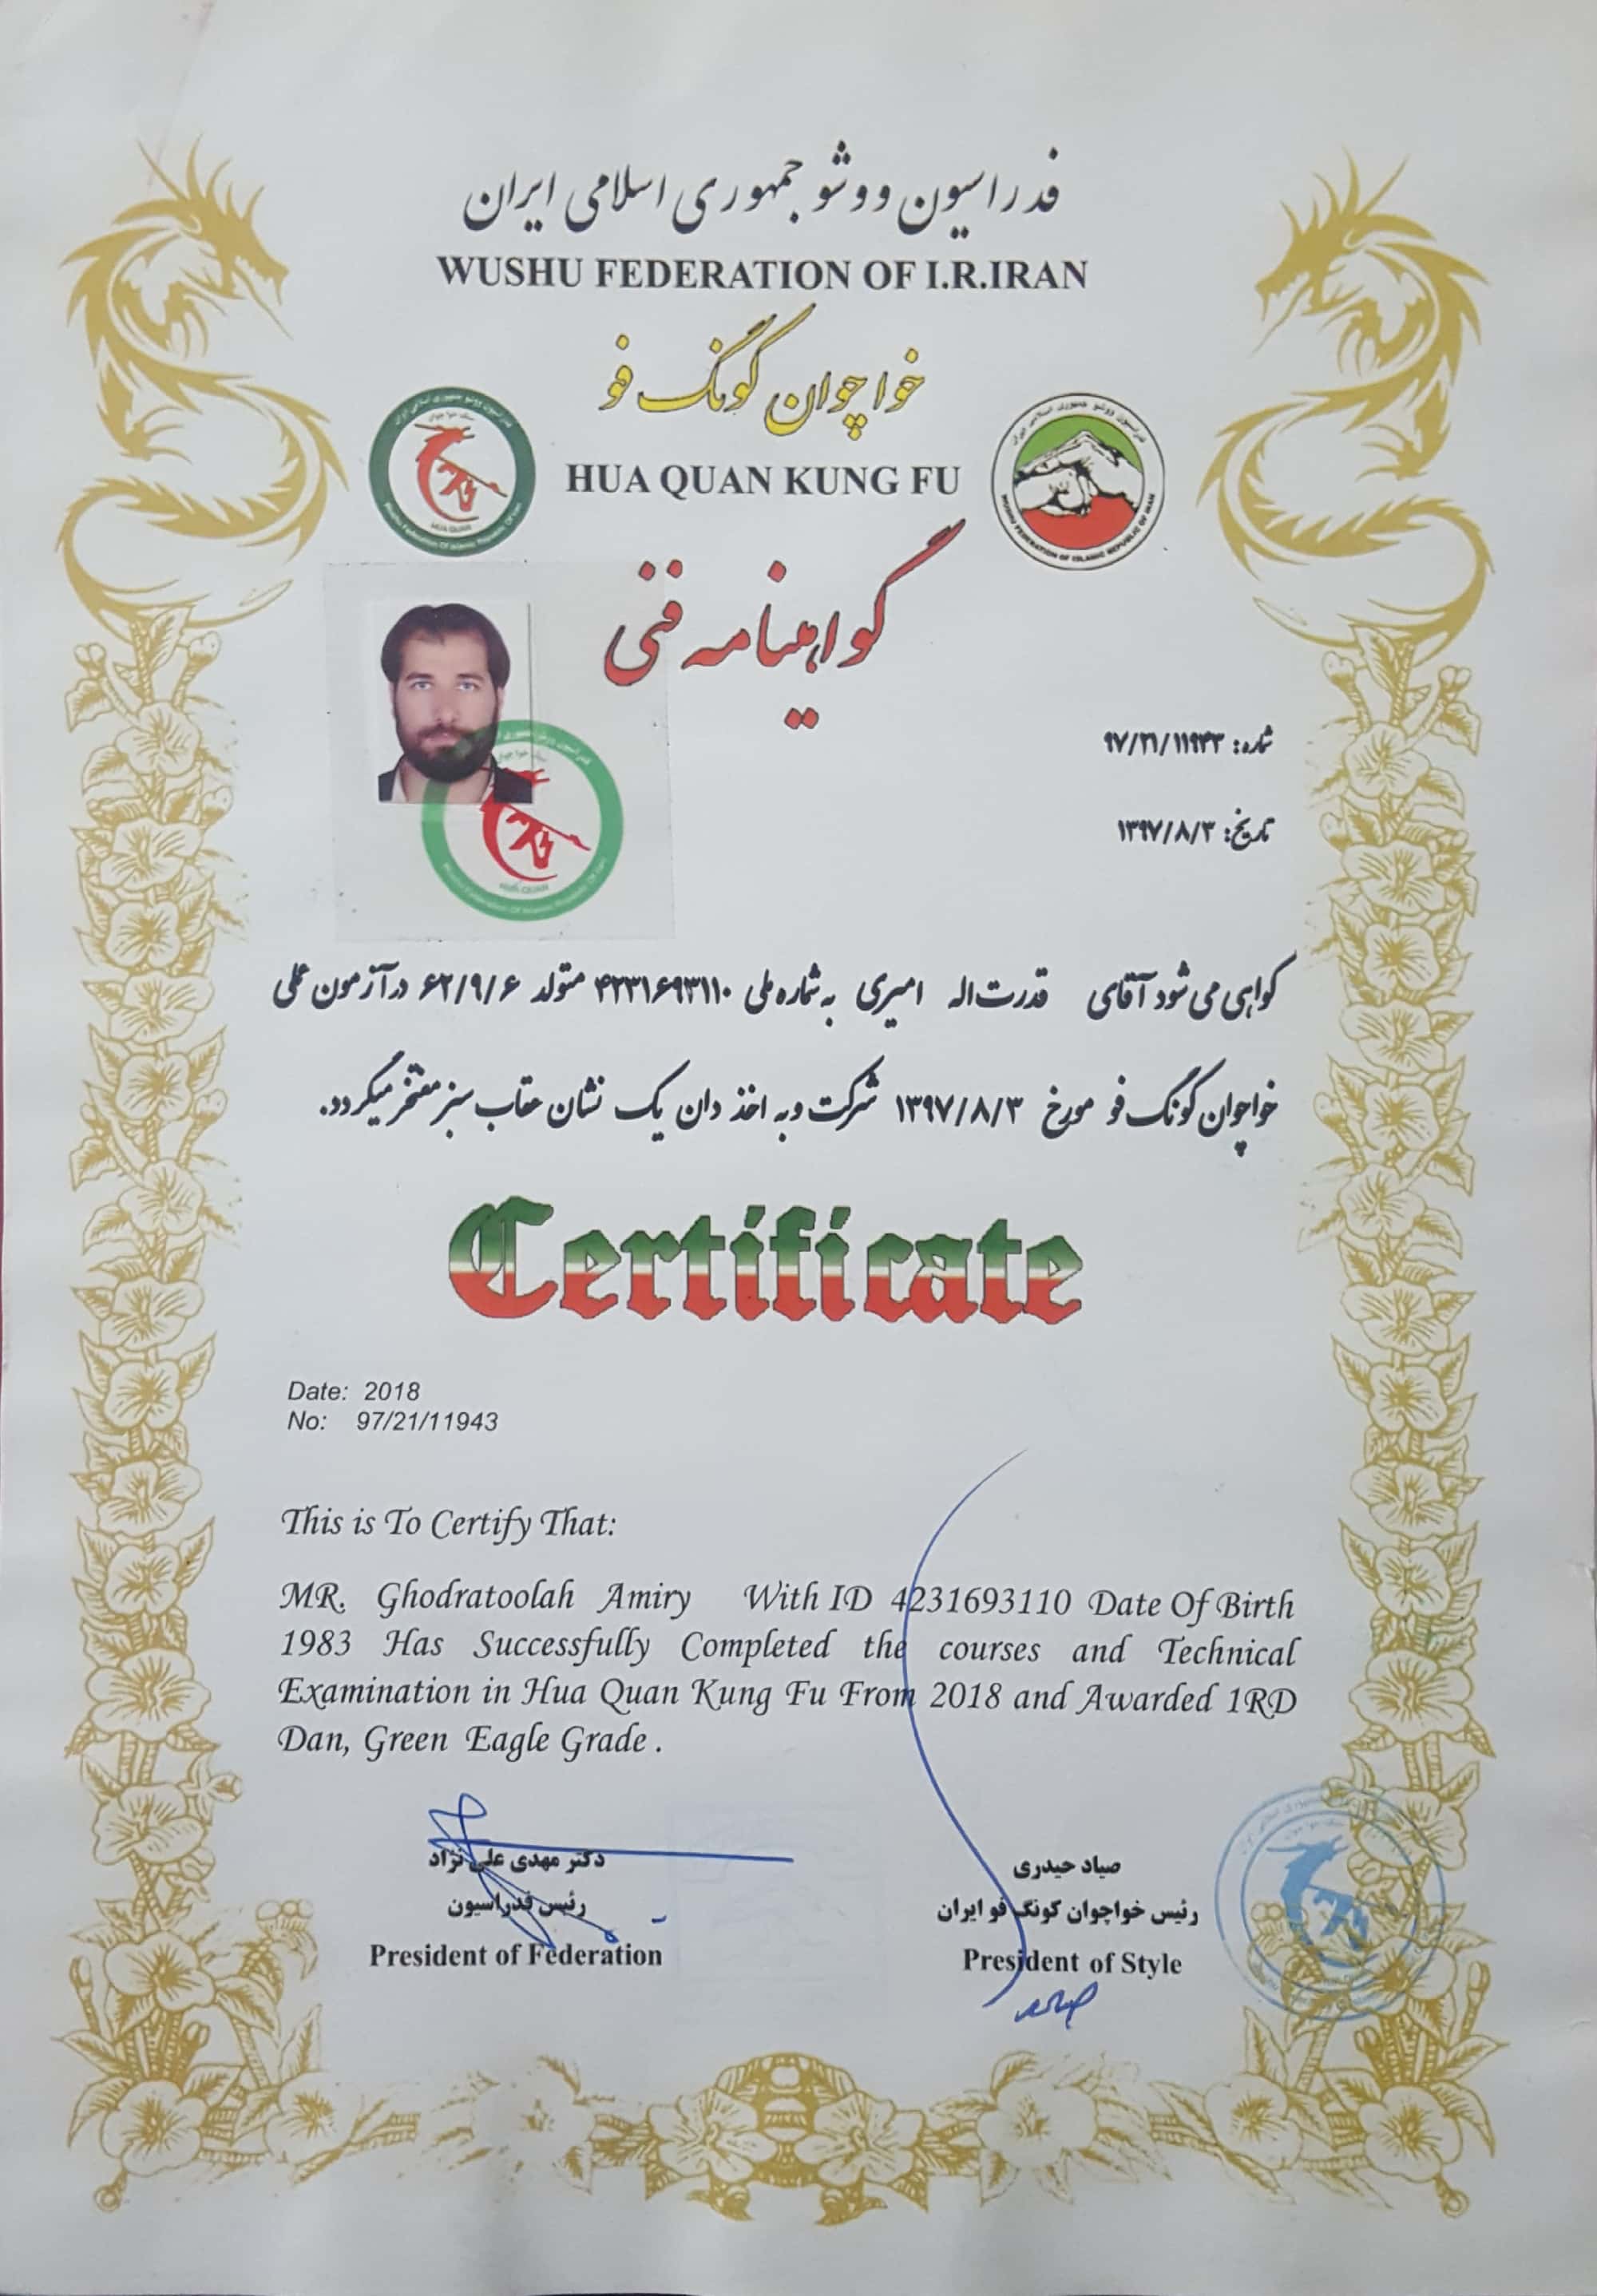 فدراسیون ووشو جمهوری اسلامی ایران
WUSHU FEDERATION OF I.R.IRAN
خواچوان گونگ فو
HUA QUAN KUNG FU
گواهینامه فنی
شماره: ۹۷/۲۱/۱۱۹۴۳
تاریخ: ۱۳۹۷/۸/۳
گواهی می شود آقای قدرت اله امیری به شماره ملی ۴۲۳۱۶۹۳۱۱۰ متولد ۶۲/۹/۶ در آزمون عملی
خواچوان گونگ فو مورخ ۱۳۹۷/۸/۳ شرکت و به اخذ دان یک نشان عقاب سبز مفتخر میگردد.
Certificate
Date: 2018
No: 97/21/11943
This is To Certify That:
MR. Ghodratoolah Amiry With ID 4231693110 Date Of Birth
1983 Has Successfully Completed the courses and Technical
Examination in Hua Quan Kung Fu From 2018 and Awarded 1RD
Dan, Green Eagle Grade .
دکتر مهدی علی نژاد
رئیس فدراسیون
President of Federation
صیاد حیدری
رئیس خواچوان کونگ فو ایران
President of Style